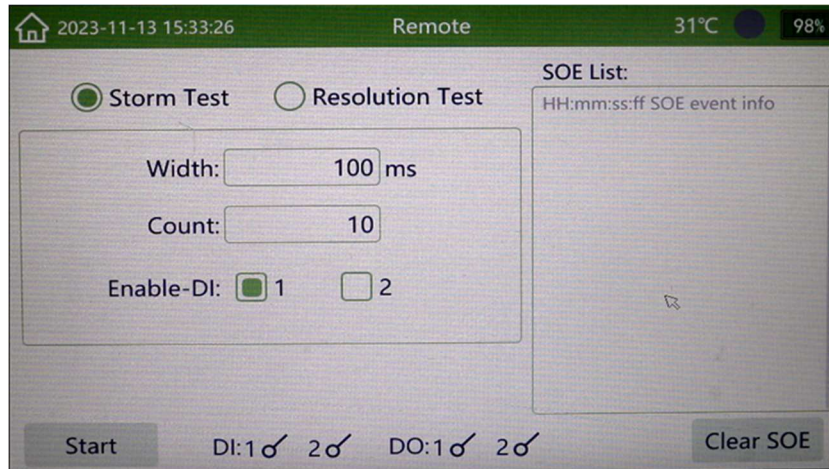 2023-11-13 15:33:26 Remote 31℃ 98%
Storm Test Resolution Test
Width: 100 ms
Count: 10
Enable-DI: 1 2
SOE List:
HH:mm:ss:ff SOE event info
Start DI:1 2 DO:1 2 Clear SOE